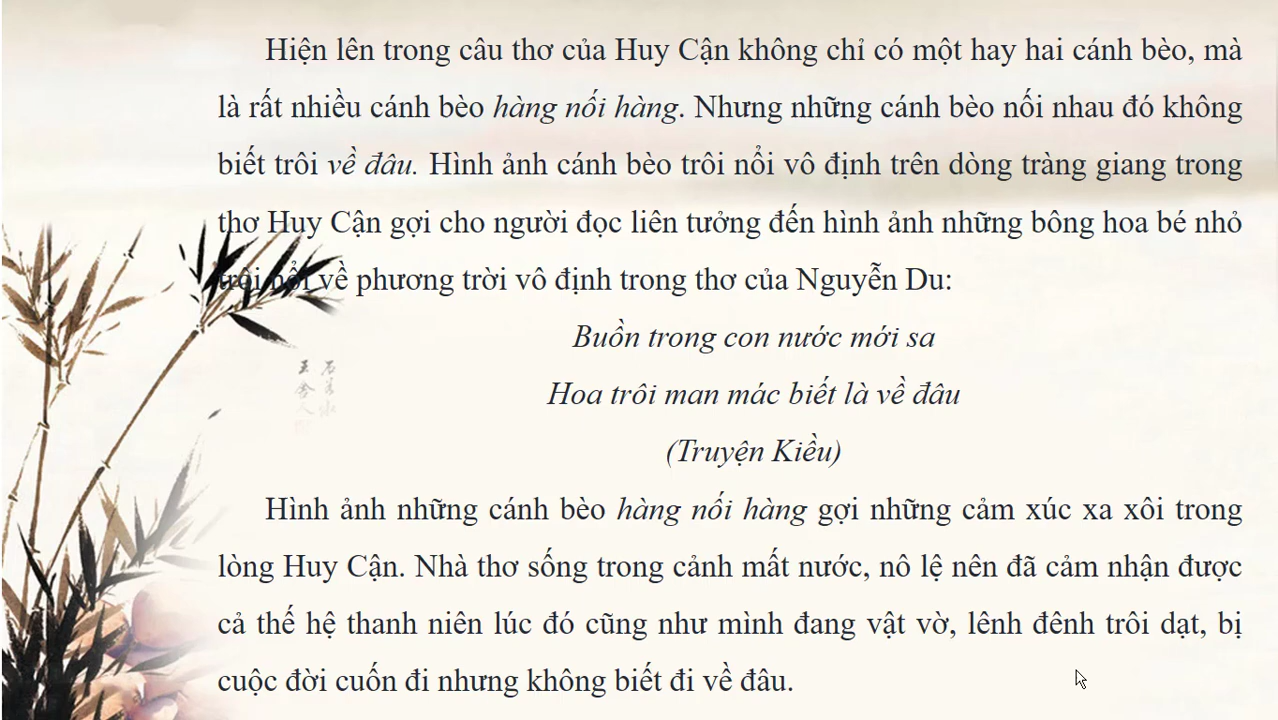 Hiện lên trong câu thơ của Huy Cận không chỉ có một hay hai cánh bèo, mà
là rất nhiều cánh bèo hàng nối hàng. Nhưng những cánh bèo nối nhau đó không
biết trôi về đâu. Hình ảnh cánh bèo trôi nổi vô định trên dòng tràng giang trong
thơ Huy Cận gợi cho người đọc liên tưởng đến hình ảnh những bông hoa bé nhỏ
trôi nổi về phương trời vô định trong thơ của Nguyễn Du:
Buồn trong con nước mới sa
Hoa trôi man mác biết là về đâu
(Truyện Kiều)
Hình ảnh những cánh bèo hàng nối hàng gợi những cảm xúc xa xôi trong
lòng Huy Cận. Nhà thơ sống trong cảnh mất nước, nô lệ nên đã cảm nhận được
cả thế hệ thanh niên lúc đó cũng như mình đang vật vờ, lênh đênh trôi dạt, bị
cuộc đời cuốn đi nhưng không biết đi về đâu.